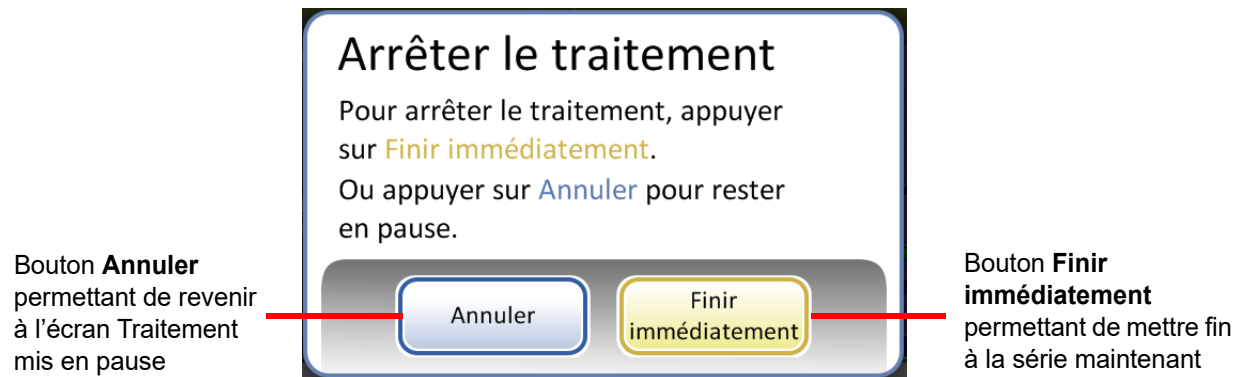 Arrêter le traitement
Pour arrêter le traitement, appuyer
sur Finir immédiatement.
Ou appuyer sur Annuler pour rester
en pause.
Bouton Annuler
permettant de revenir
à l’écran Traitement
mis en pause
Annuler
Finir
immédiatement
Bouton Finir
immédiatement
permettant de mettre fin
à la série maintenant